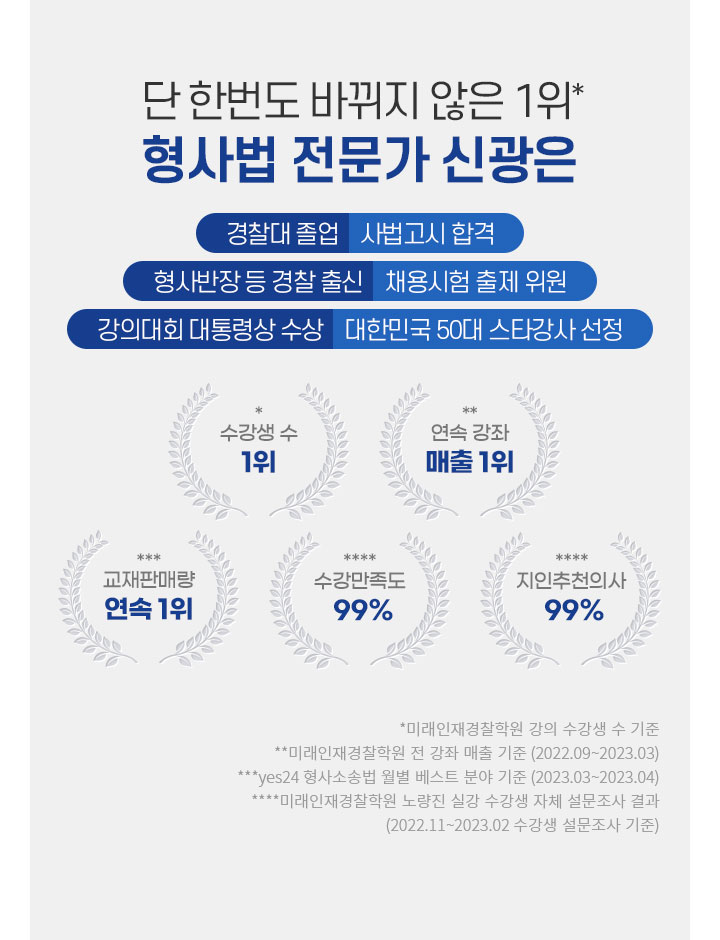 단 한번도 바뀌지 않은 1위*
형사법 전문가 신광은
경찰대 졸업 사법고시 합격
형사반장 등 경찰 출신 채용시험 출제 위원
강의대회 대통령상 수상 대한민국 50대 스타강사 선정
*
수강생 수
1위
**
연속 강좌
매출 1위
***
교재판매량
연속 1위
****
수강만족도
99%
****
지인추천의사
99%
*미래인재경찰학원 강의 수강생 수 기준
**미래인재경찰학원 전 강좌 매출 기준 (2022.09~2023.03)
***yes24 형사소송법 월별 베스트 분야 기준 (2023.03~2023.04)
****미래인재경찰학원 노량진 실강 수강생 자체 설문조사 결과
(2022.11~2023.02 수강생 설문조사 기준)